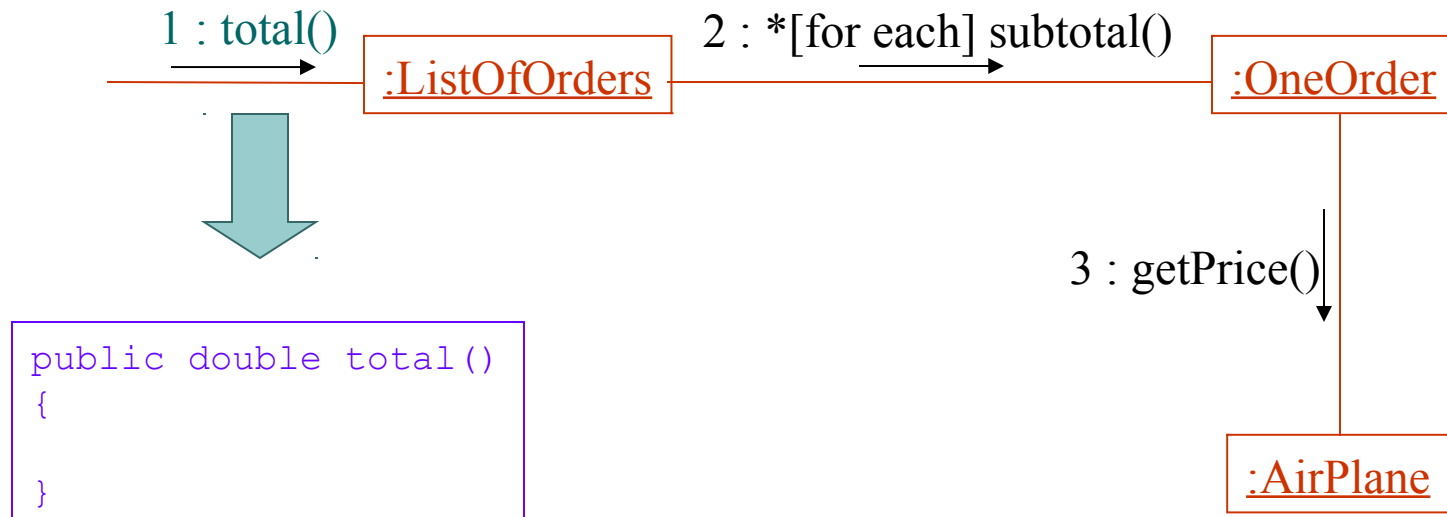 1 : total()
2 : *[for each] subtotal()
:ListOfOrders
:OneOrder
3 : getPrice()
public double total()
{
}
:AirPlane